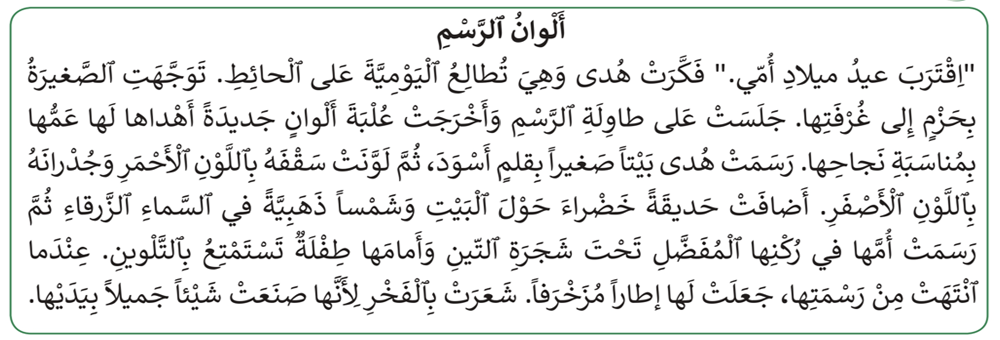 أَلْوانُ ٱلرَّسْمِ
"اِقْتَرَبَ عيدُ ميلادِ أُمّي." فَكَّرَتْ هُدى وَهِيَ تُطالِعُ ٱلْيَوْمِيَّةَ عَلى ٱلْحائِطِ. تَوَجَّهَتِ ٱلصَّغيرَةُ
بِحَزْمٍ إِلى غُرْفَتِها. جَلَسَتْ عَلى طاوِلَةِ ٱلرَّسْمِ وَأَخْرَجَتْ عُلْبَةَ أَلْوانٍ جَديدَةً أَهْداها لَها عَمُّها
بِمُناسَبَةِ نَجاحِها. رَسَمَتْ هُدى بَيْتاً صَغيراً بِقلمٍ أَسْوَدَ، ثُمَّ لَوَّنَتْ سَقْفَهُ بِٱللَّوْنِ ٱلْأَحْمَرِ وَجُدْرانَهُ
بِٱللَّوْنِ ٱلْأَصْفَرِ. أَضافَتْ حَديقَةً خَضْراءَ حَوْلَ ٱلْبَيْتِ وَشَمْساً ذَهَبِيَّةً في ٱلسَّماءِ ٱلزَّرقاءِ ثُمَّ
رَسَمَتْ أُمَّها في رُكْنِها ٱلْمُفَضَّلِ تَحْتَ شَجَرَةِ ٱلتّينِ وَأَمامَها طِفْلَةٌ تَسْتَمْتِعُ بِٱلتَّلْوينِ. عِنْدَما
ٱنْتَهَتْ مِنْ رَسْمَتِها، جَعَلَتْ لَها إطاراً مُزَخْرَفاً. شَعَرَتْ بِٱلْفَخْرِ لِأَنَّها صَنَعَتْ شَيْئاً جَميلاً بِيَدَيْها.